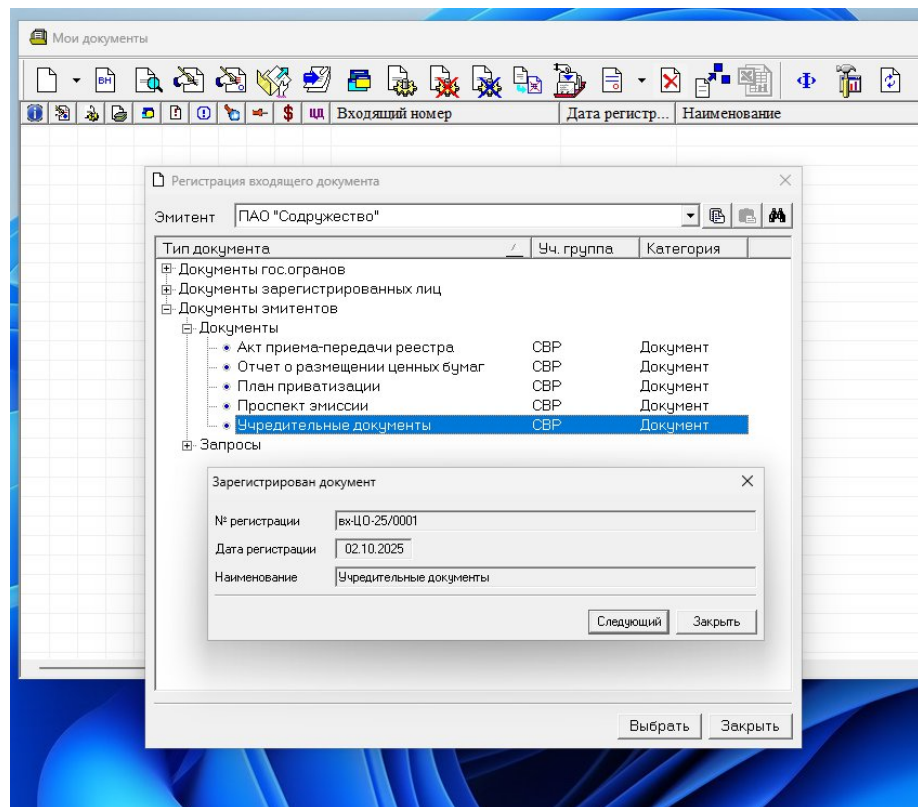 Мои документы
ВН
Ф
$ ЦД Входящий номер Дата регистр... Наименование
Регистрация входящего документа
Эмитент ПАО "Содружество"
Тип документа Уч. группа Категория
Документы гос.огранов
Документы зарегистрированных лиц
Документы эмитентов
Документы
Акт приема-передачи реестра СВР Документ
Отчет о размещении ценных бумаг СВР Документ
План приватизации СВР Документ
Проспект эмиссии СВР Документ
Учредительные документы СВР Документ
Запросы
Зарегистрирован документ
№ регистрации вх-ЦО-25/0001
Дата регистрации 02.10.2025
Наименование Учредительные документы
Следующий Закрыть
Выбрать Закрыть